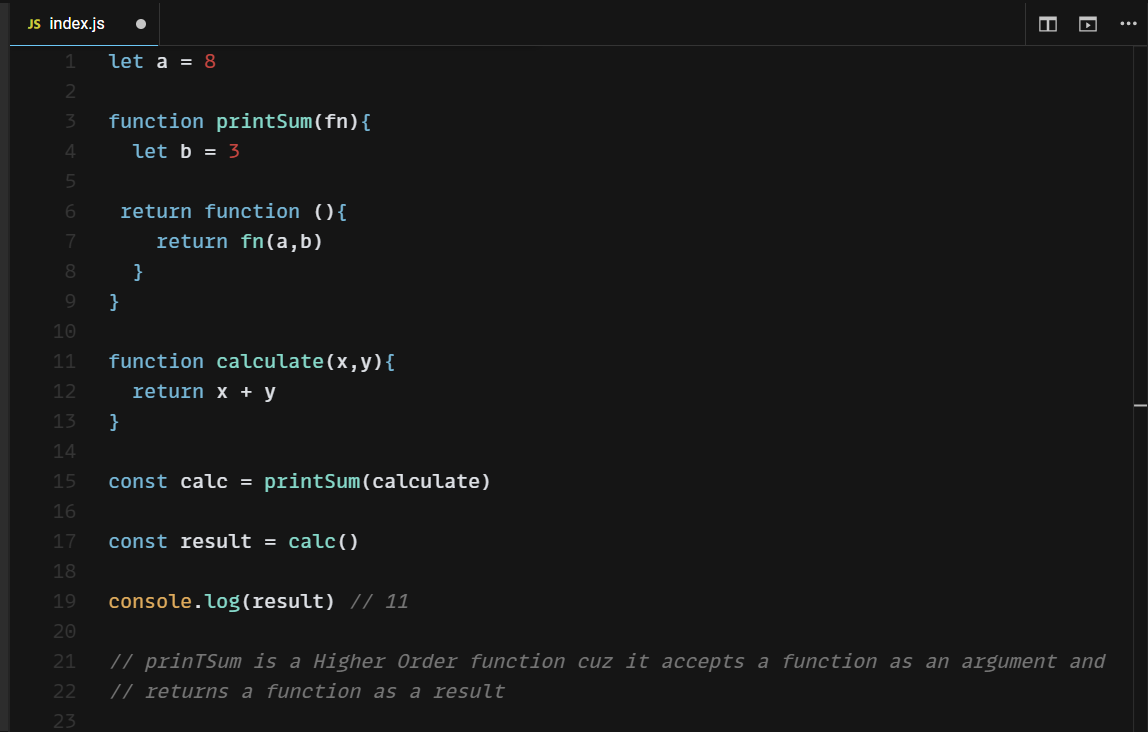 JS index.js
1 let a = 8
2
3 function printSum(fn){
4   let b = 3
5
6  return function (){
7     return fn(a,b)
8   }
9 }
10
11 function calculate(x,y){
12   return x + y
13 }
14
15 const calc = printSum(calculate)
16
17 const result = calc()
18
19 console.log(result) // 11
20
21 // prinTSum is a Higher Order function cuz it accepts a function as an argument and
22 // returns a function as a result
23